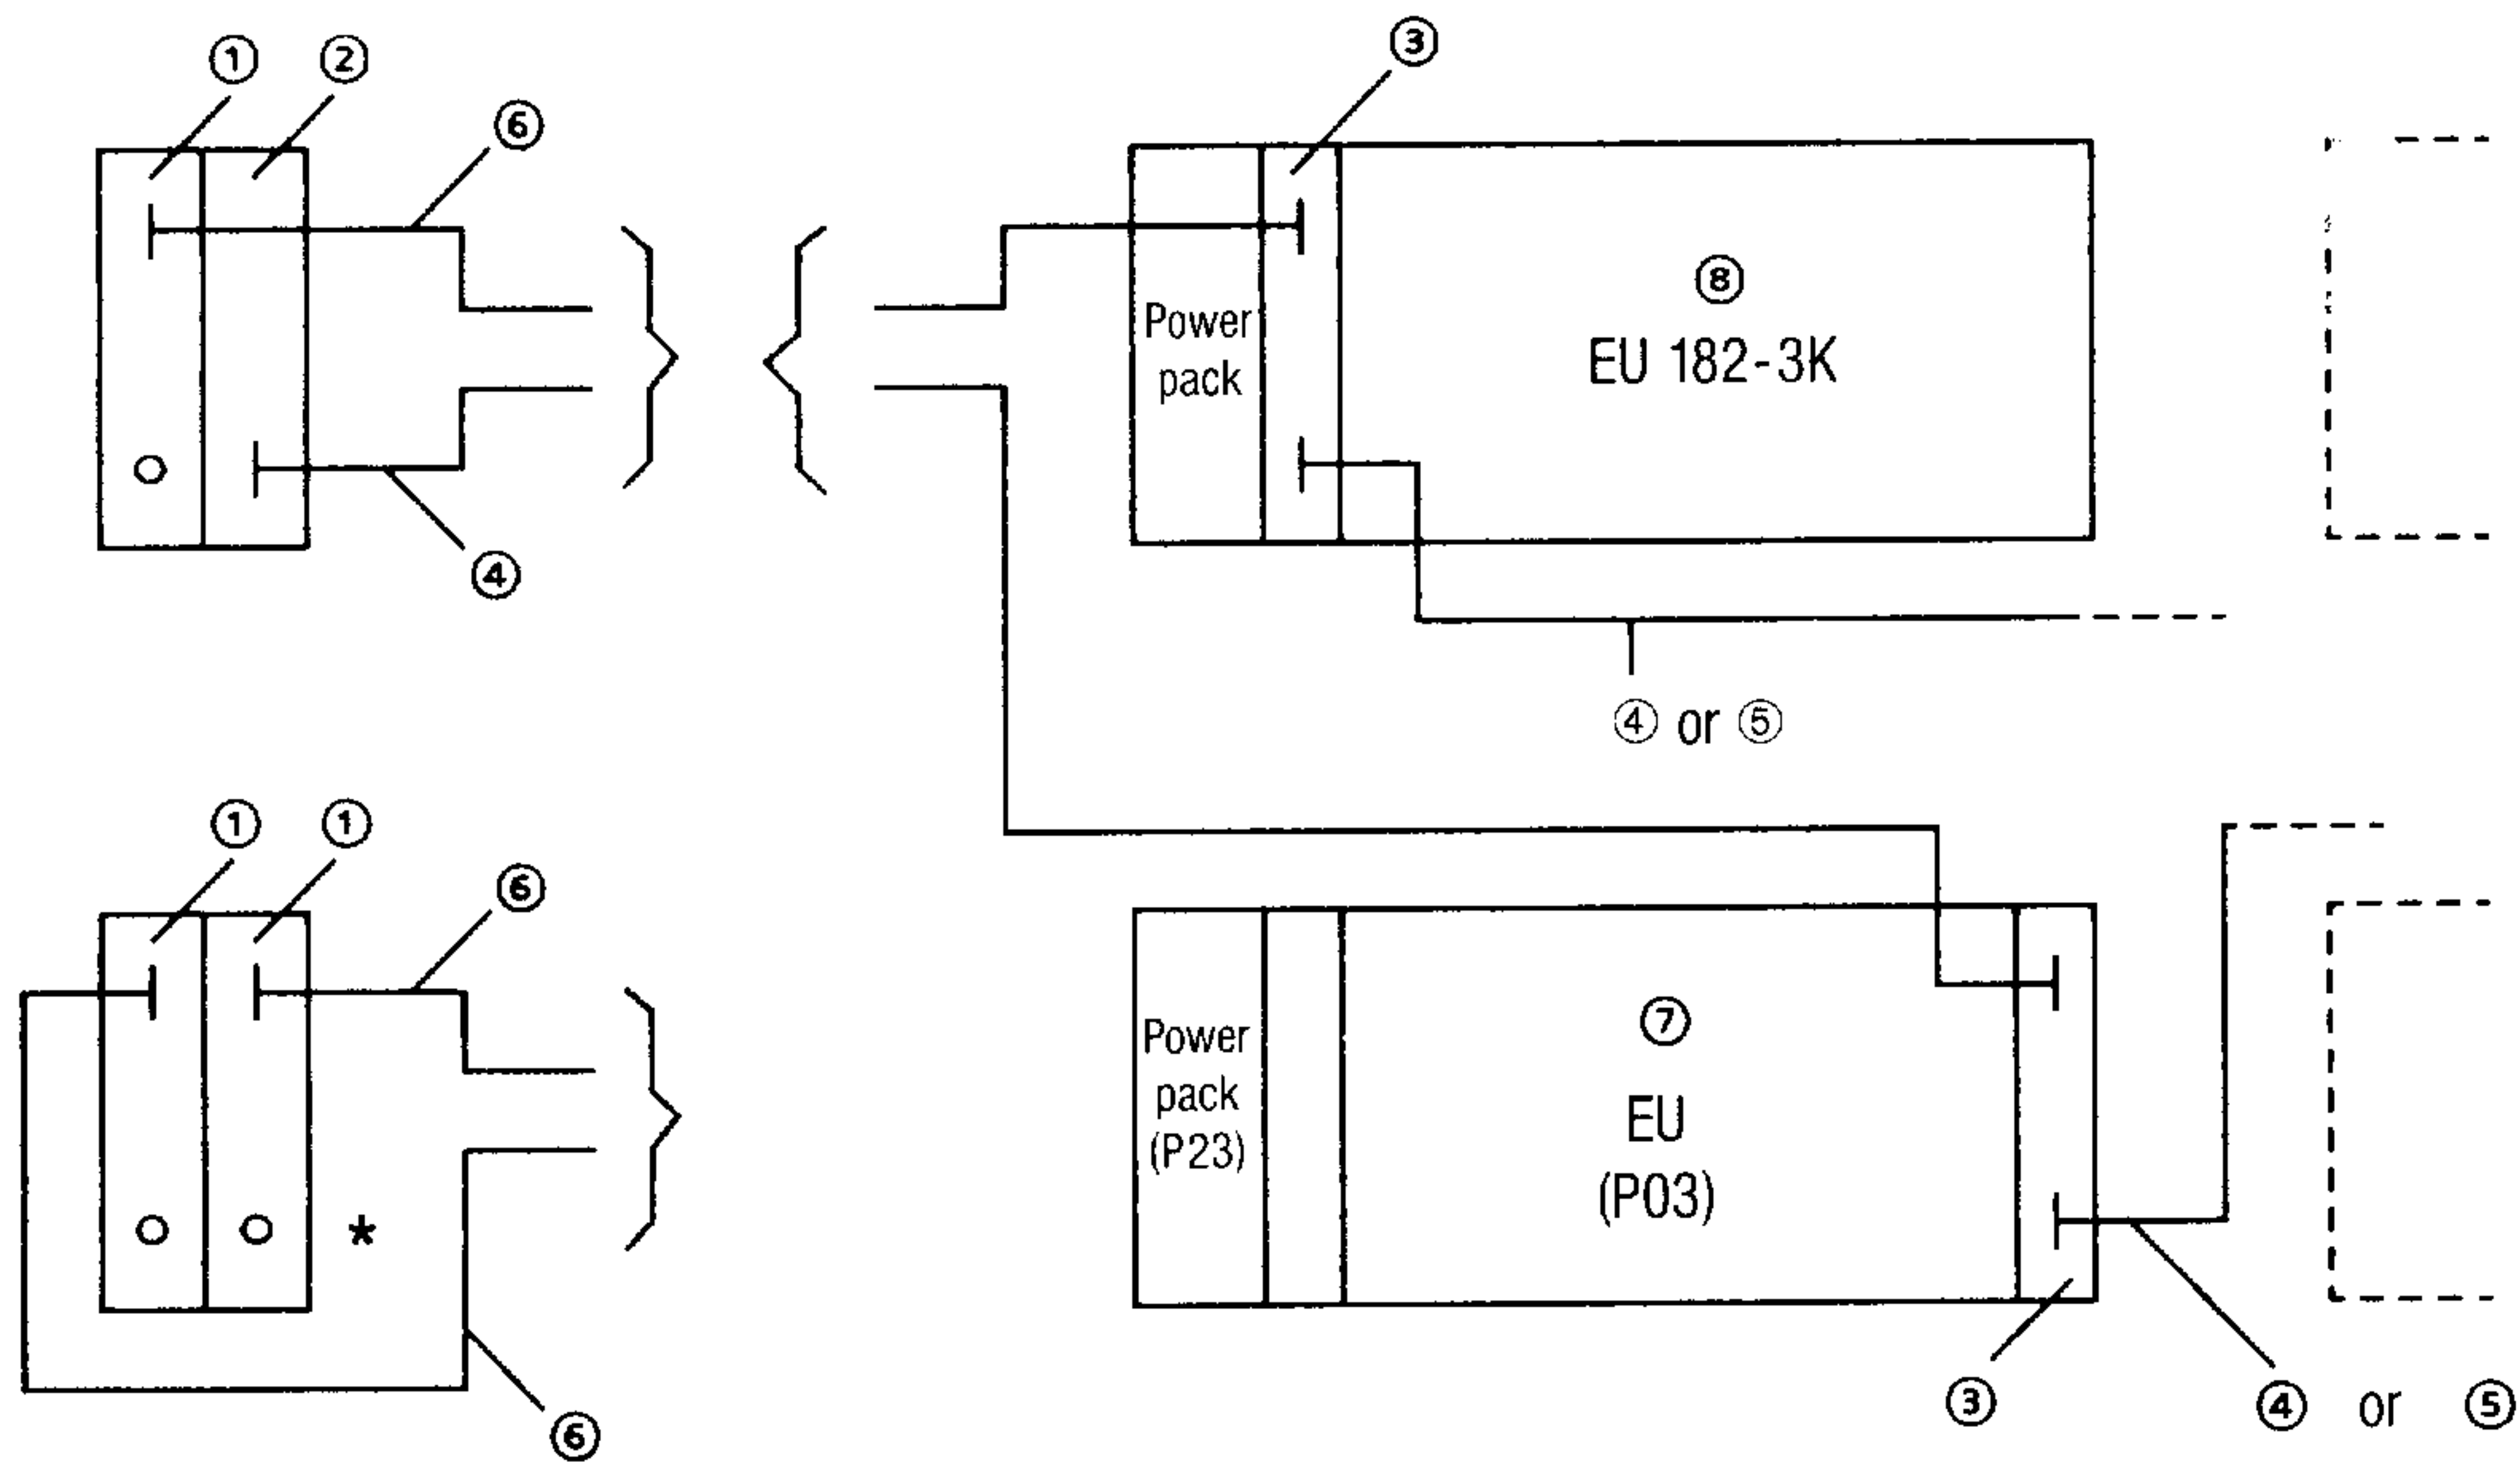 ① ②
⑥
③
Power
pack
⑧
EU 182-3K
④
④ or ⑤
① ①
⑥
*
⑥
Power
pack
(P23)
⑦
EU
(P03)
③ ④ or ⑤